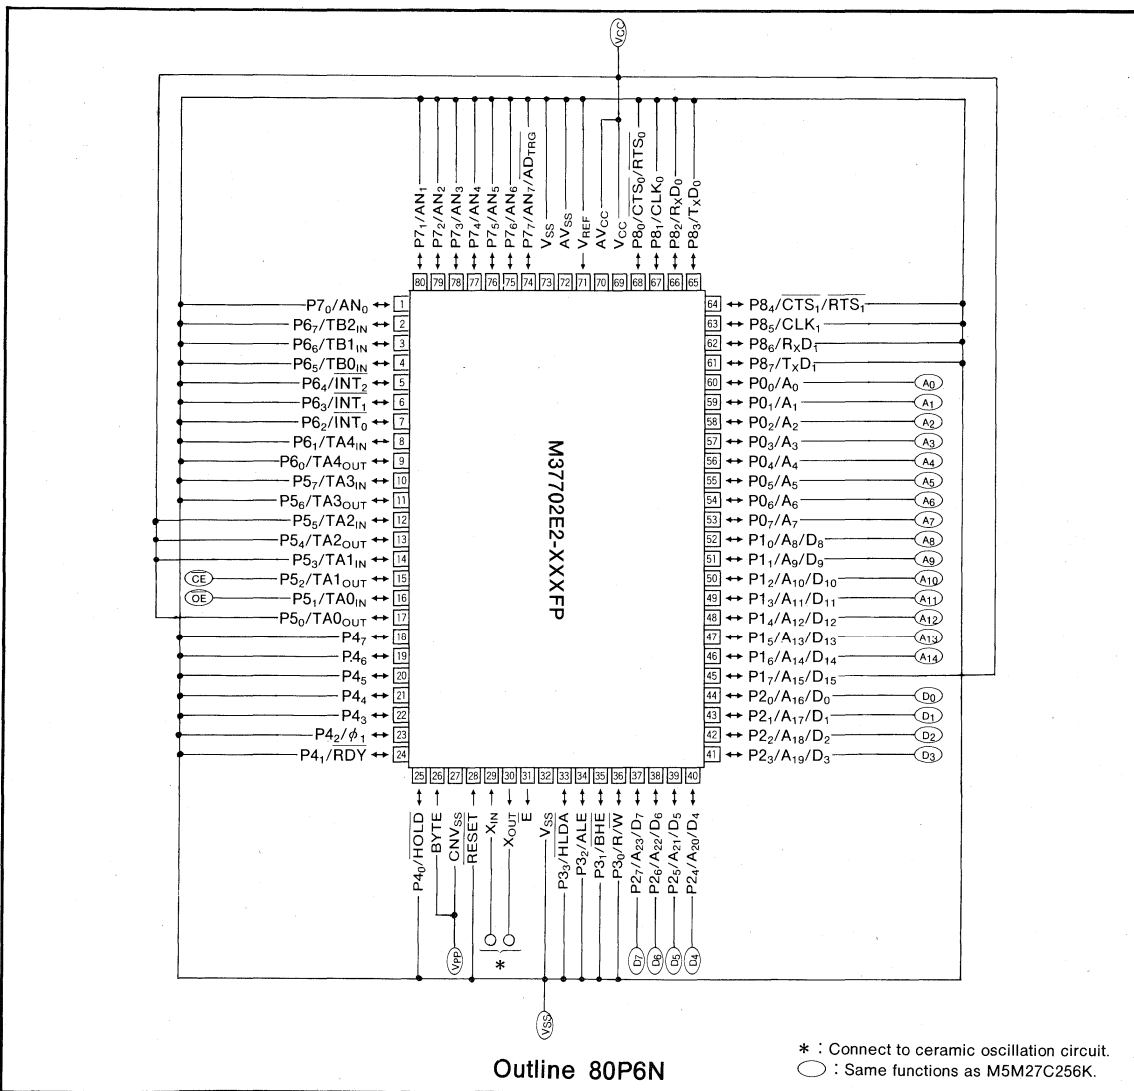 VCC
P7₁/AN₁
P7₂/AN₂
P7₃/AN₃
P7₄/AN₄
P7₅/AN₅
P7₆/AN₆
P7₇/AN₇/ADTRG
VSS
AVSS
VREF
AVCC
VCC
P8₀/CTS₀/RTS₀
P8₁/CLK₀
P8₂/RXD₀
P8₃/TXD₀
80 79 78 77 76 75 74 73 72 71 70 69 68 67 66 65
P7₀/AN₀ 1
P6₇/TB2IN 2
P6₆/TB1IN 3
P6₅/TB0IN 4
P6₄/INT₂ 5
P6₃/INT₁ 6
P6₂/INT₀ 7
P6₁/TA4IN 8
P6₀/TA4OUT 9
P5₇/TA3IN 10
P5₆/TA3OUT 11
P5₅/TA2IN 12
P5₄/TA2OUT 13
P5₃/TA1IN 14
CE P5₂/TA1OUT 15
OE P5₁/TA0IN 16
P5₀/TA0OUT 17
P4₇ 18
P4₆ 19
P4₅ 20
P4₄ 21
P4₃ 22
P4₂/ϕ₁ 23
P4₁/RDY 24
M37702E2-XXXFP
64 P8₄/CTS₁/RTS₁
63 P8₅/CLK₁
62 P8₆/RXD₁
61 P8₇/TXD₁
60 P0₀/A₀ A0
59 P0₁/A₁ A1
58 P0₂/A₂ A2
57 P0₃/A₃ A3
56 P0₄/A₄ A4
55 P0₅/A₅ A5
54 P0₆/A₆ A6
53 P0₇/A₇ A7
52 P1₀/A₈/D₈ A8
51 P1₁/A₉/D₉ A9
50 P1₂/A₁₀/D₁₀ A10
49 P1₃/A₁₁/D₁₁ A11
48 P1₄/A₁₂/D₁₂ A12
47 P1₅/A₁₃/D₁₃ A13
46 P1₆/A₁₄/D₁₄ A14
45 P1₇/A₁₅/D₁₅
44 P2₀/A₁₆/D₀ D0
43 P2₁/A₁₇/D₁ D1
42 P2₂/A₁₈/D₂ D2
41 P2₃/A₁₉/D₃ D3
25 26 27 28 29 30 31 32 33 34 35 36 37 38 39 40
P4₀/HOLD
BYTE
CNVSS
RESET
XIN
XOUT
E
VSS
P3₃/HLDA
P3₂/ALE
P3₁/BHE
P3₀/R/W
P2₇/A₂₃/D₇
P2₆/A₂₂/D₆
P2₅/A₂₁/D₅
P2₄/A₂₀/D₄
VPP
*
D7
D6
D5
D4
VSS
Outline 80P6N
* : Connect to ceramic oscillation circuit.
: Same functions as M5M27C256K.